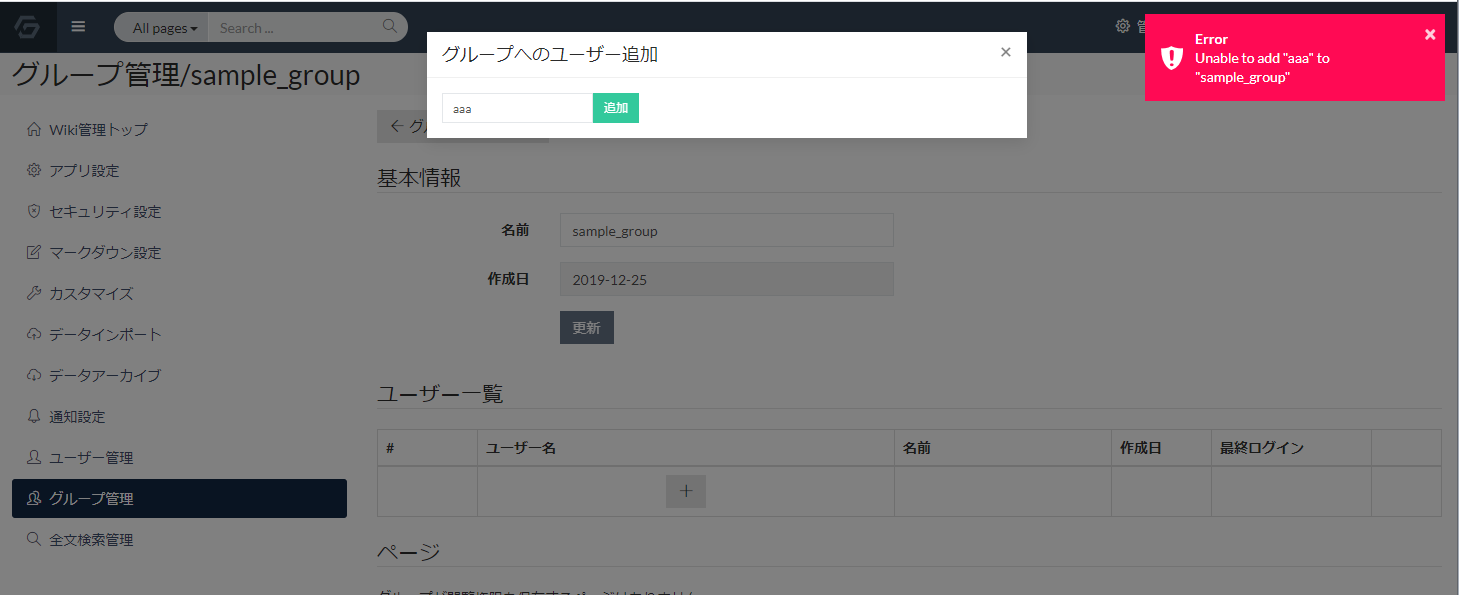 All pages
Search ...
管
Error
Unable to add "aaa" to
"sample_group"
グループへのユーザー追加
aaa
追加
グループ管理/sample_group
Wiki管理トップ
アプリ設定
セキュリティ設定
マークダウン設定
カスタマイズ
データインポート
データアーカイブ
通知設定
ユーザー管理
グループ管理
全文検索管理
基本情報
名前
sample_group
作成日
2019-12-25
更新
ユーザー一覧
# ユーザー名 名前 作成日 最終ログイン
ページ